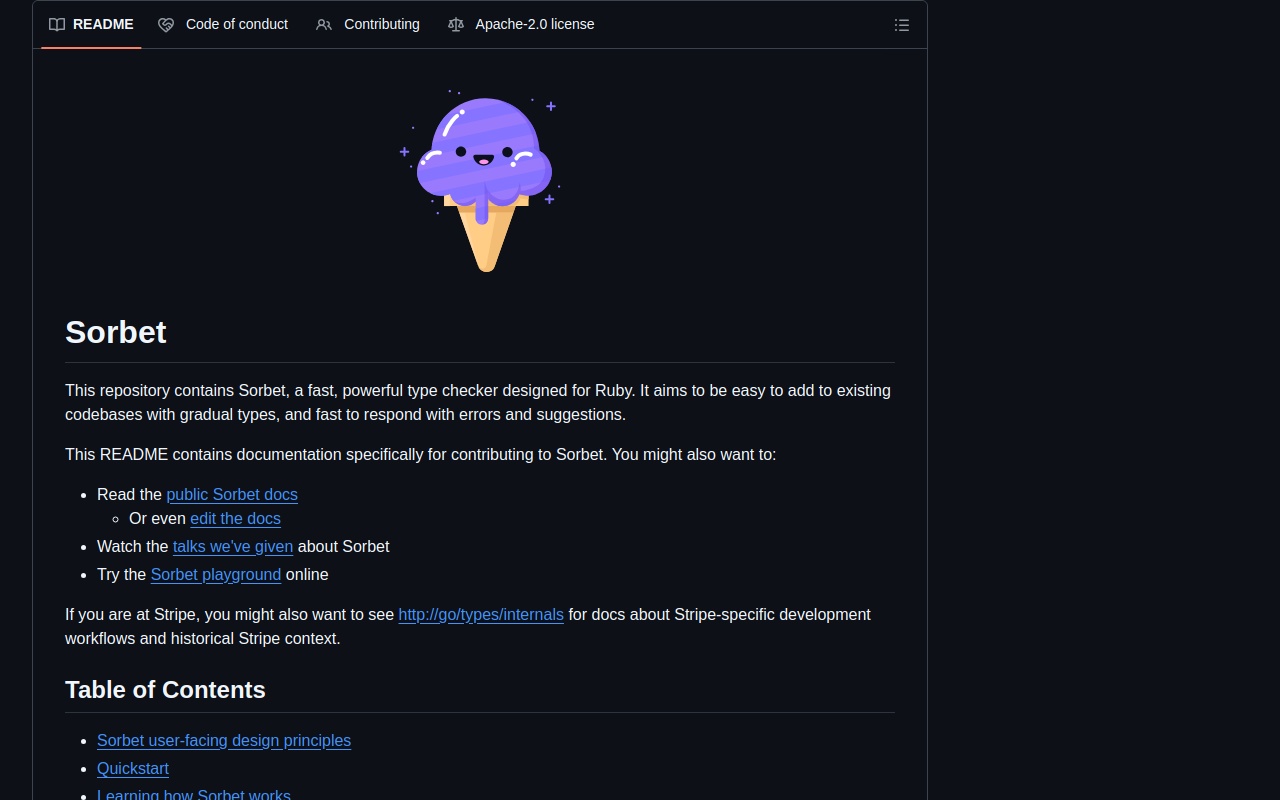 README
Code of conduct
Contributing
Apache-2.0 license
Sorbet
This repository contains Sorbet, a fast, powerful type checker designed for Ruby. It aims to be easy to add to existing
codebases with gradual types, and fast to respond with errors and suggestions.
This README contains documentation specifically for contributing to Sorbet. You might also want to:
Read the public Sorbet docs
Or even edit the docs
Watch the talks we've given about Sorbet
Try the Sorbet playground online
If you are at Stripe, you might also want to see http://go/types/internals for docs about Stripe-specific development
workflows and historical Stripe context.
Table of Contents
Sorbet user-facing design principles
Quickstart
Learning how Sorbet works